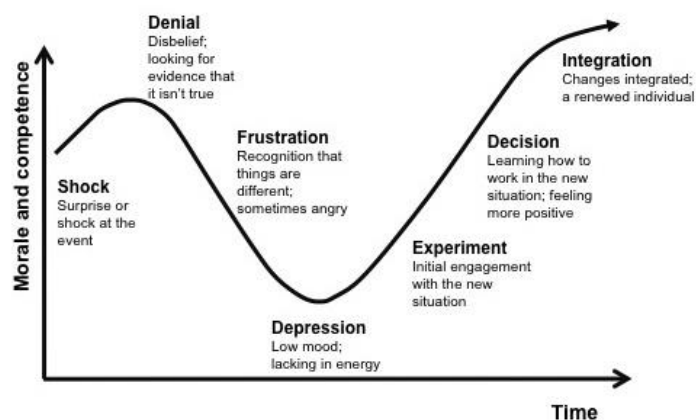 Denial
Disbelief;
looking for
evidence that
it isn't true
Integration
Changes integrated;
a renewed individual
Frustration
Recognition that
things are
different;
sometimes angry
Decision
Learning how to
work in the new
situation; feeling
more positive
Shock
Surprise or
shock at the
event
Experiment
Initial engagement
with the new
situation
Depression
Low mood;
lacking in energy
Morale and competence
Time